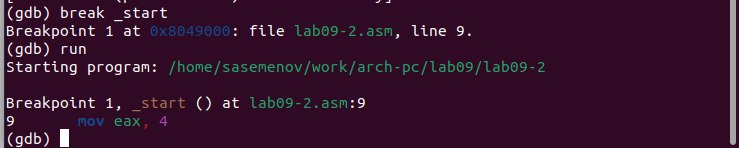 (gdb) break _start
Breakpoint 1 at 0x8049000: file lab09-2.asm, line 9.
(gdb) run
Starting program: /home/sasemenov/work/arch-pc/lab09/lab09-2
Breakpoint 1, _start () at lab09-2.asm:9
9       mov eax, 4
(gdb)